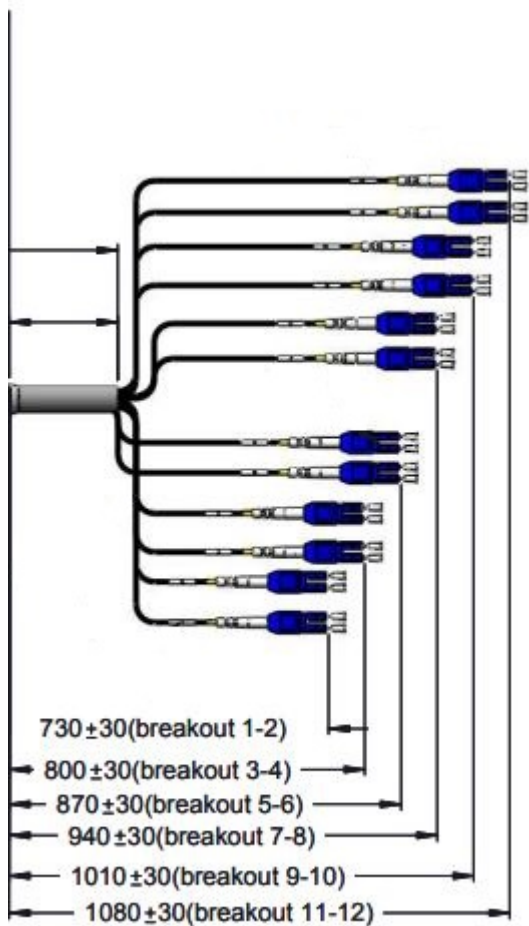 730±30(breakout 1-2)
800±30(breakout 3-4)
870±30(breakout 5-6)
940±30(breakout 7-8)
1010±30(breakout 9-10)
1080±30(breakout 11-12)